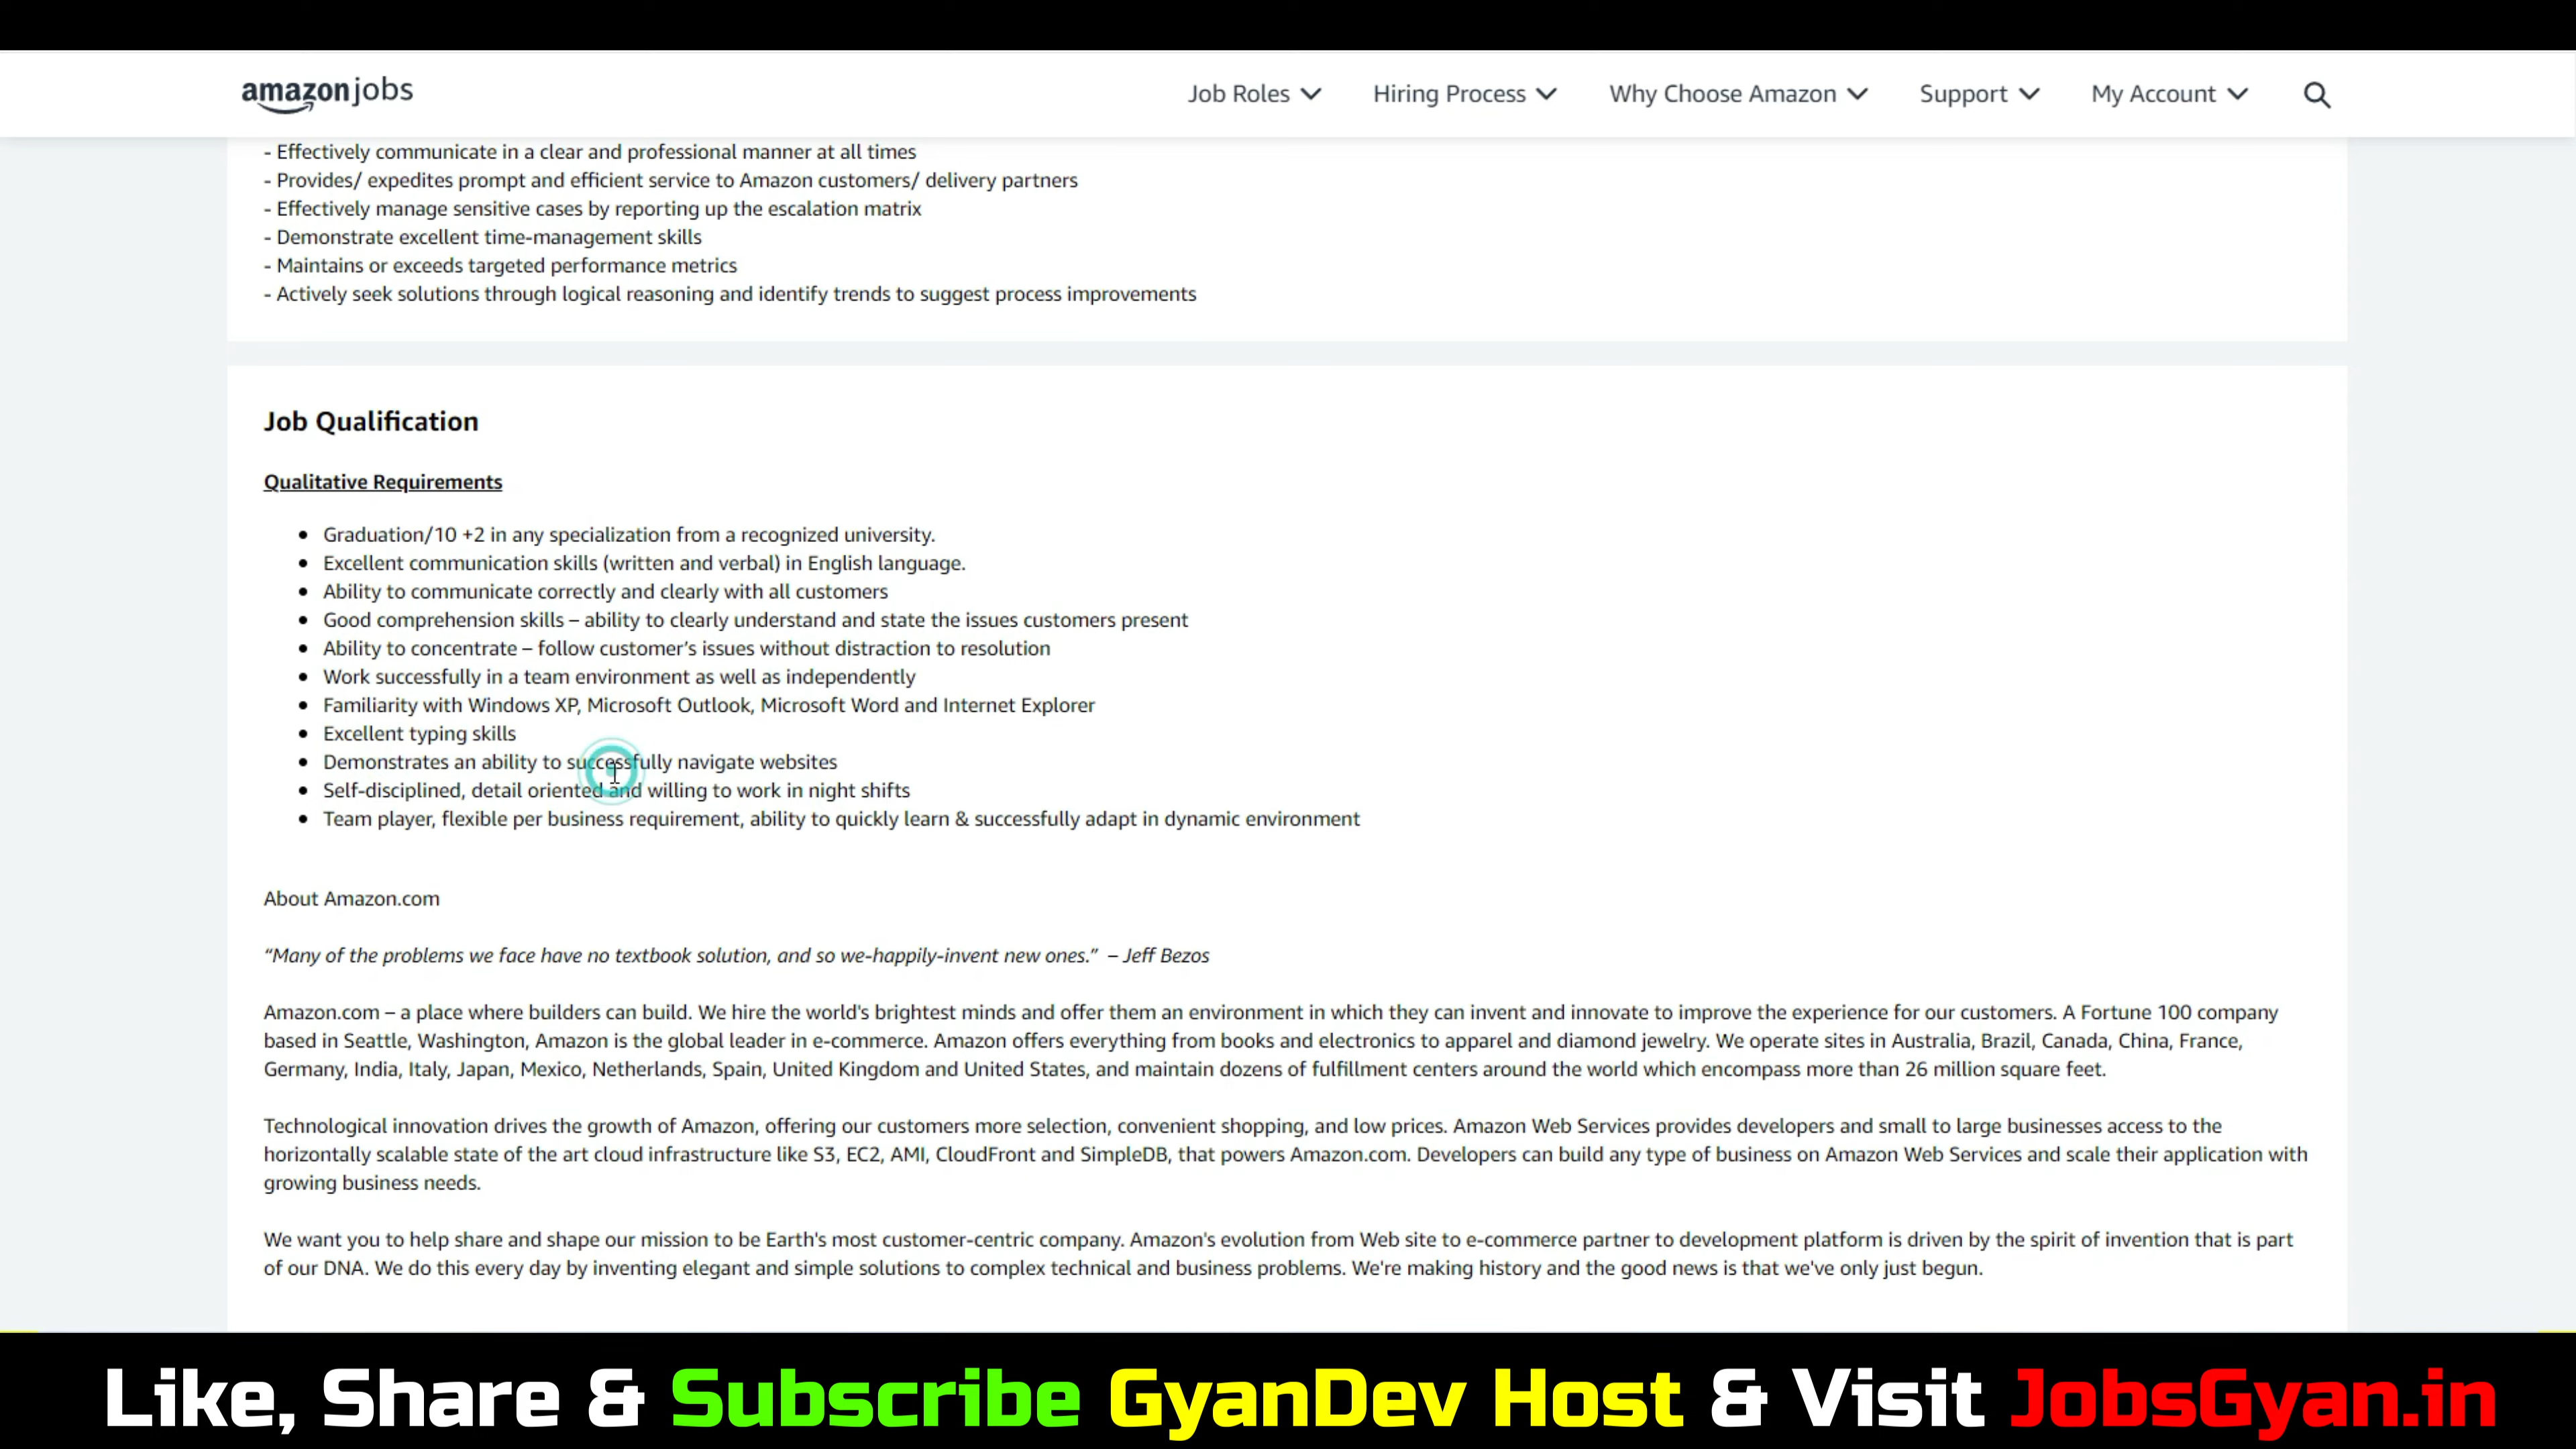 amazonjobs
Job Roles
Hiring Process
Why Choose Amazon
Support
My Account
- Effectively communicate in a clear and professional manner at all times
- Provides/ expedites prompt and efficient service to Amazon customers/ delivery partners
- Effectively manage sensitive cases by reporting up the escalation matrix
- Demonstrate excellent time-management skills
- Maintains or exceeds targeted performance metrics
- Actively seek solutions through logical reasoning and identify trends to suggest process improvements
Job Qualification
Qualitative Requirements
• Graduation/10 +2 in any specialization from a recognized university.
• Excellent communication skills (written and verbal) in English language.
• Ability to communicate correctly and clearly with all customers
• Good comprehension skills – ability to clearly understand and state the issues customers present
• Ability to concentrate – follow customer’s issues without distraction to resolution
• Work successfully in a team environment as well as independently
• Familiarity with Windows XP, Microsoft Outlook, Microsoft Word and Internet Explorer
• Excellent typing skills
• Demonstrates an ability to successfully navigate websites
• Self-disciplined, detail oriented and willing to work in night shifts
• Team player, flexible per business requirement, ability to quickly learn & successfully adapt in dynamic environment
About Amazon.com
“Many of the problems we face have no textbook solution, and so we-happily-invent new ones.” – Jeff Bezos
Amazon.com – a place where builders can build. We hire the world's brightest minds and offer them an environment in which they can invent and innovate to improve the experience for our customers. A Fortune 100 company
based in Seattle, Washington, Amazon is the global leader in e-commerce. Amazon offers everything from books and electronics to apparel and diamond jewelry. We operate sites in Australia, Brazil, Canada, China, France,
Germany, India, Italy, Japan, Mexico, Netherlands, Spain, United Kingdom and United States, and maintain dozens of fulfillment centers around the world which encompass more than 26 million square feet.
Technological innovation drives the growth of Amazon, offering our customers more selection, convenient shopping, and low prices. Amazon Web Services provides developers and small to large businesses access to the
horizontally scalable state of the art cloud infrastructure like S3, EC2, AMI, CloudFront and SimpleDB, that powers Amazon.com. Developers can build any type of business on Amazon Web Services and scale their application with
growing business needs.
We want you to help share and shape our mission to be Earth's most customer-centric company. Amazon's evolution from Web site to e-commerce partner to development platform is driven by the spirit of invention that is part
of our DNA. We do this every day by inventing elegant and simple solutions to complex technical and business problems. We're making history and the good news is that we've only just begun.
Like, Share & Subscribe GyanDev Host & Visit JobsGyan.in